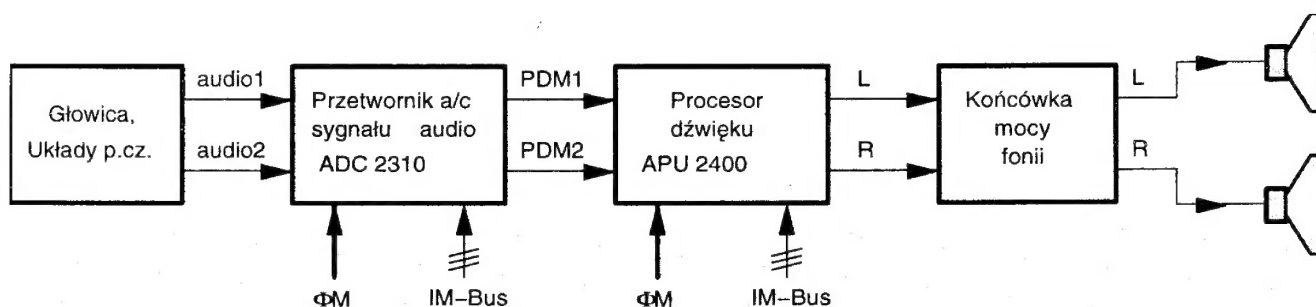 Głowica,
Układy p.cz.
audio1
audio2
Przetwornik a/c
sygnału audio
ADC 2310
ΦM
IM-Bus
PDM1
PDM2
Procesor
dźwięku
APU 2400
ΦM
IM-Bus
L
R
Końcówka
mocy
fonii
L
R